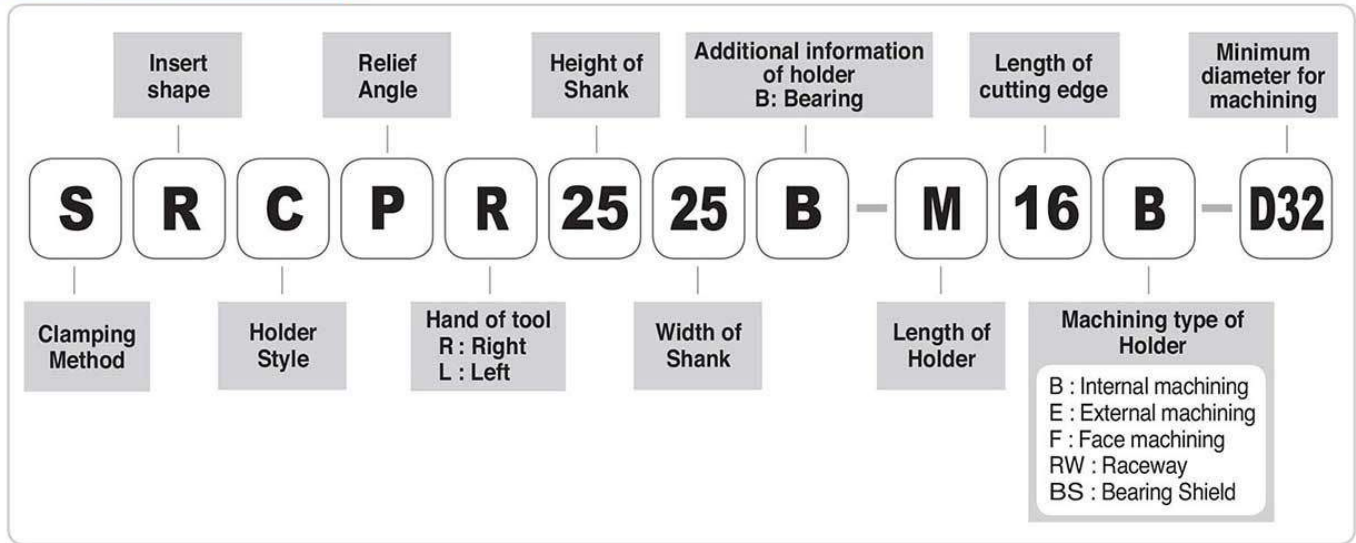 Insert
shape
Relief
Angle
Height of
Shank
Additional information
of holder
B: Bearing
Length of
cutting edge
Minimum
diameter for
machining
S R C P R 25 25 B - M 16 B - D32
Clamping
Method
Holder
Style
Hand of tool
R : Right
L : Left
Width of
Shank
Length of
Holder
Machining type of
Holder
B : Internal machining
E : External machining
F : Face machining
RW : Raceway
BS : Bearing Shield